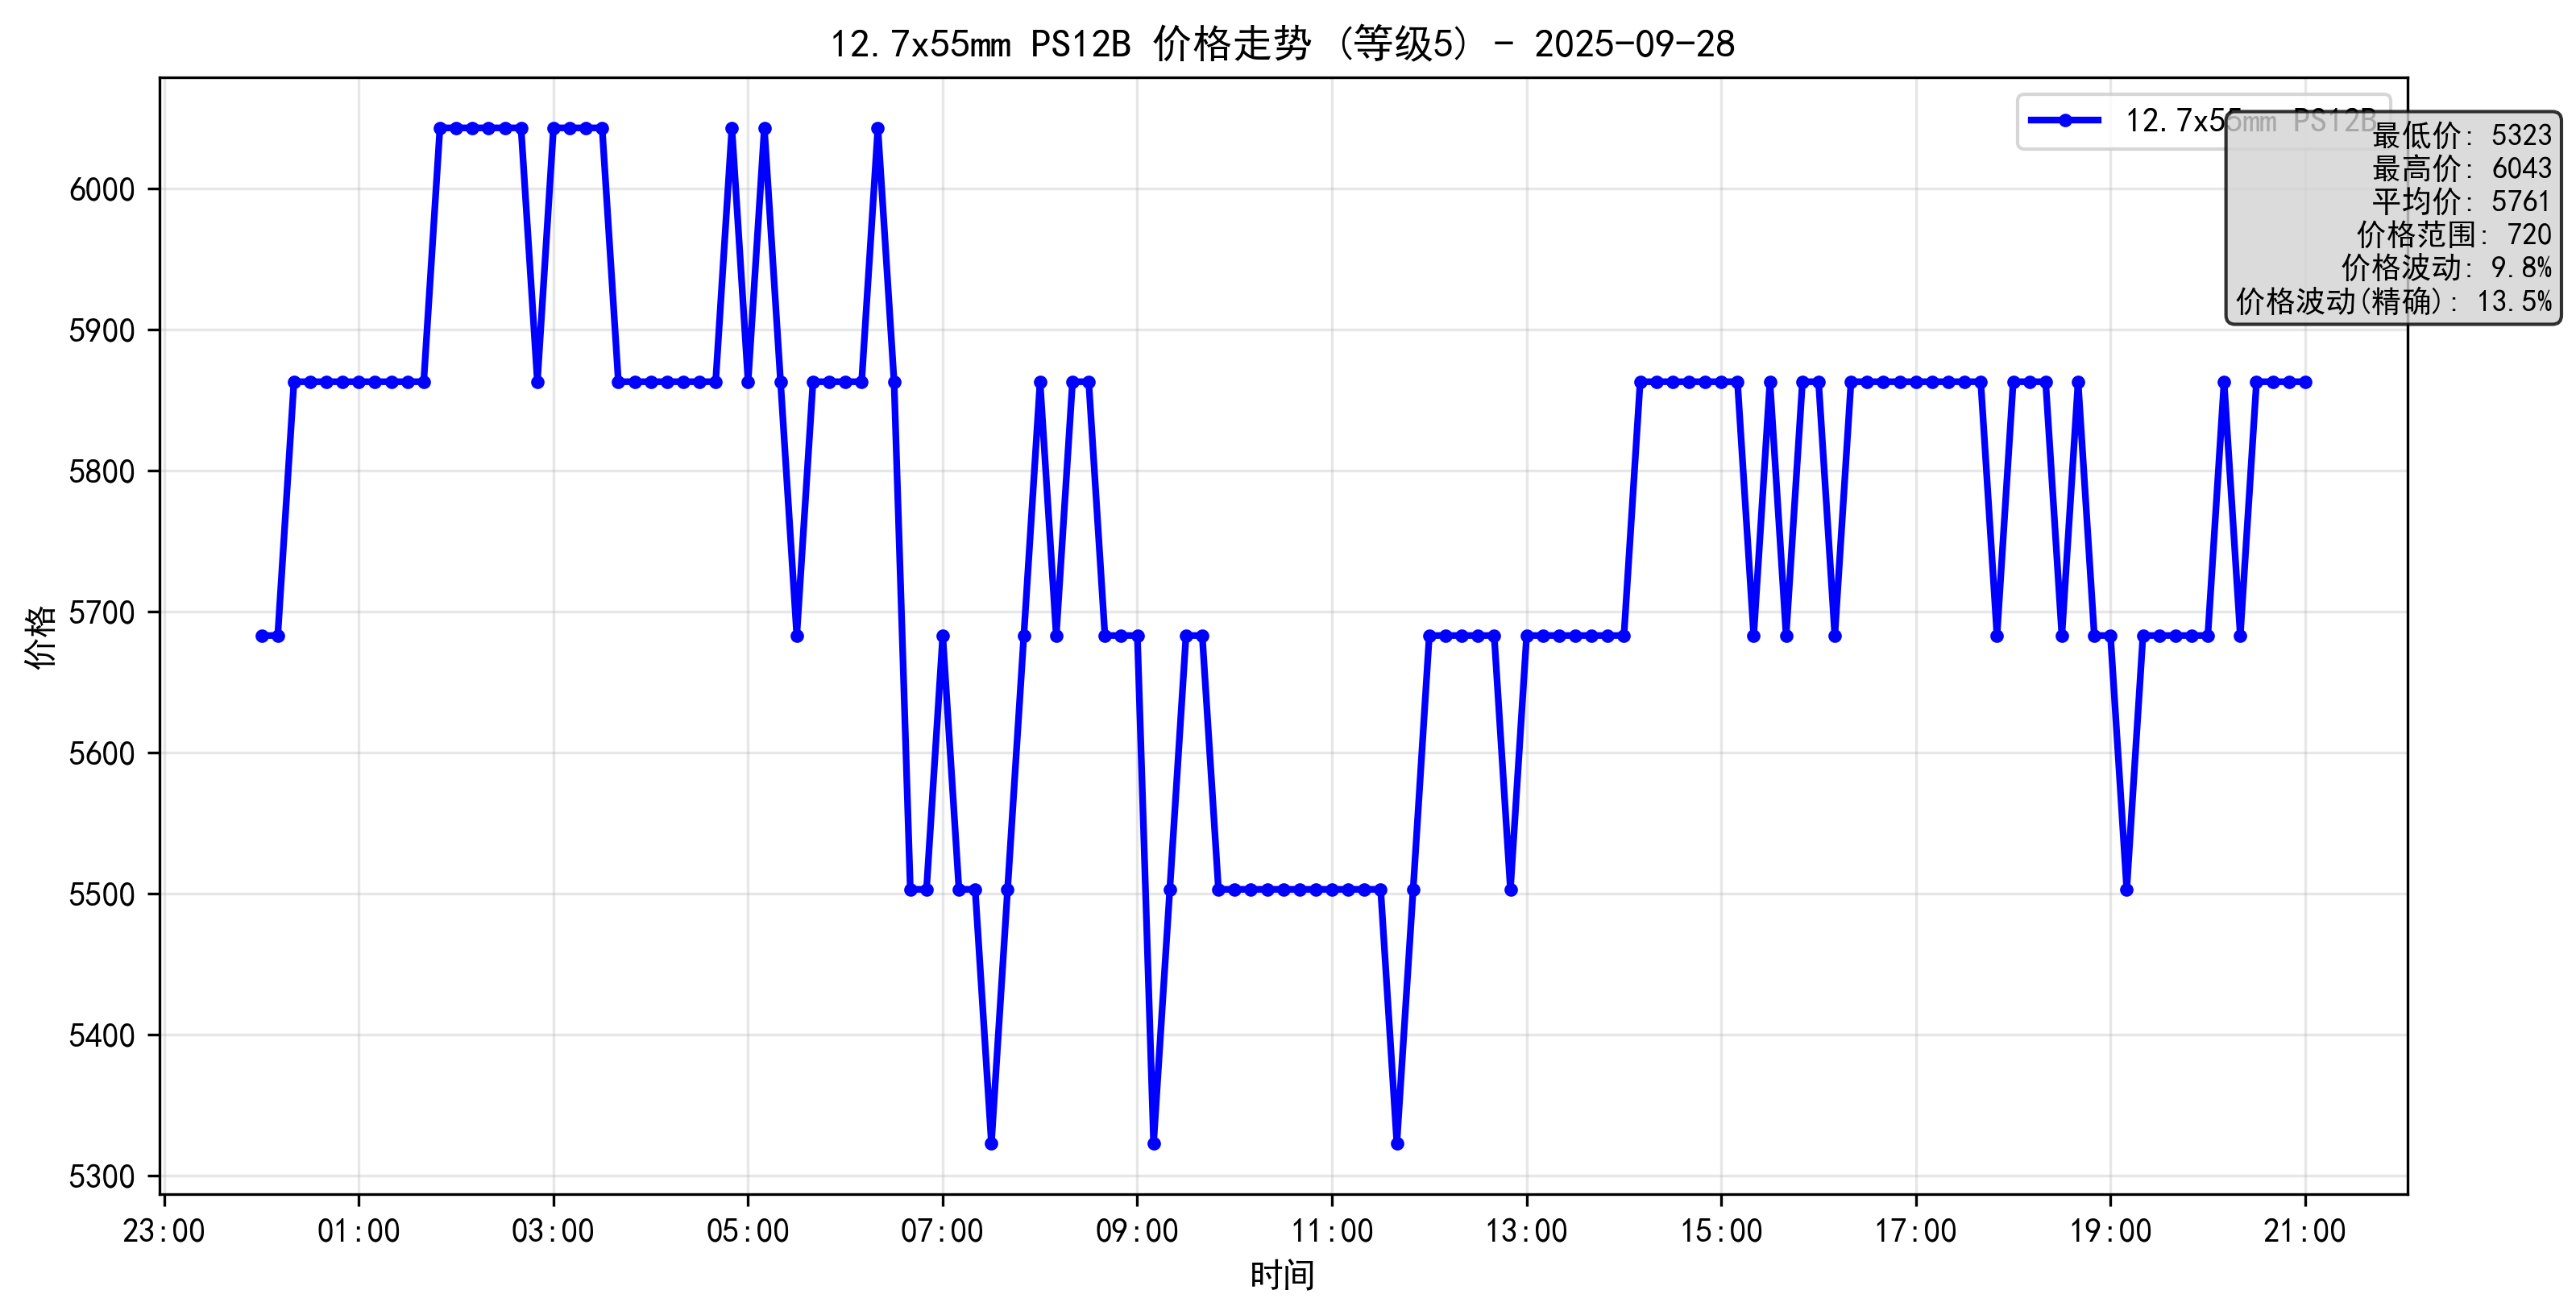 12.7x55mm PS12B 价格走势 (等级5) - 2025-09-28
12.7x55mm PS12B
最低价: 5323
最高价: 6043
平均价: 5761
价格范围: 720
价格波动: 9.8%
价格波动(精确): 13.5%
价格
6000
5900
5800
5700
5600
5500
5400
5300
23:00 01:00 03:00 05:00 07:00 09:00 11:00 13:00 15:00 17:00 19:00 21:00
时间